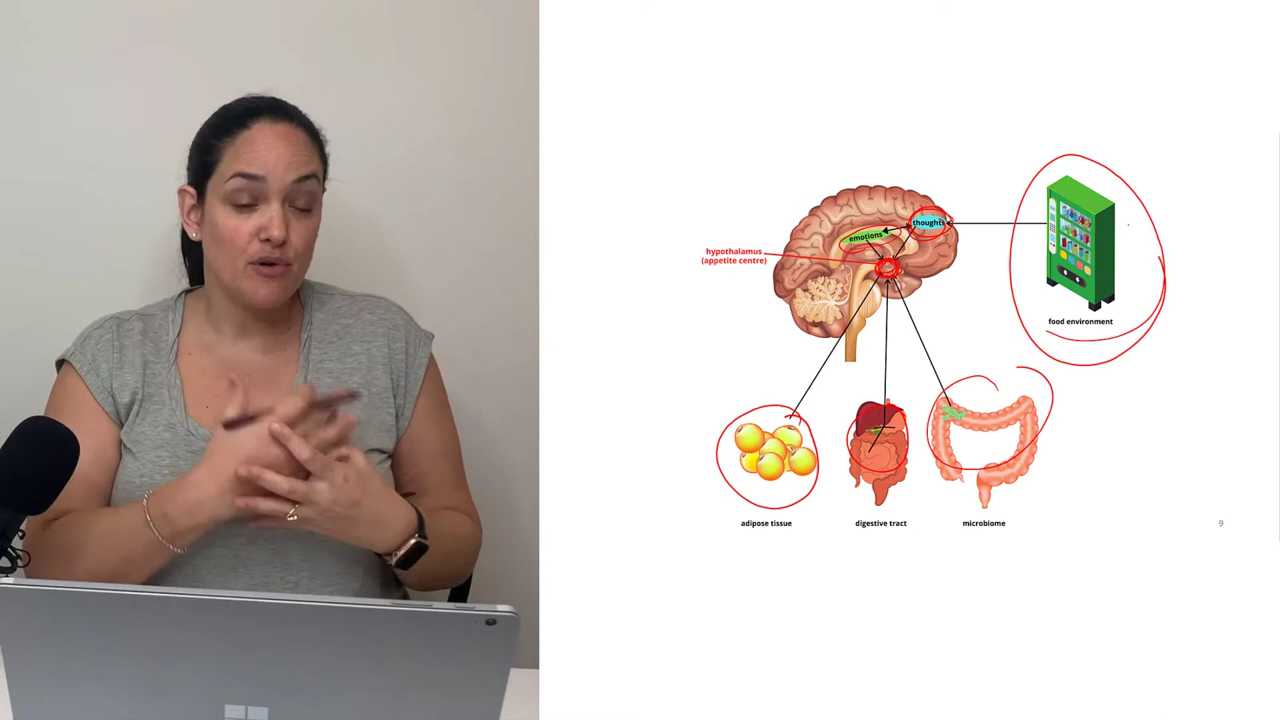 thoughts
emotions
hypothalamus
(appetite centre)
food environment
adipose tissue
digestive tract
microbiome
9